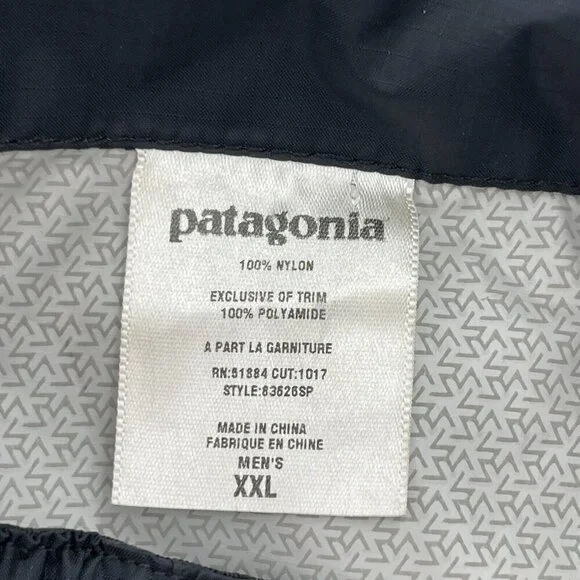 patagonia
100% NYLON
EXCLUSIVE OF TRIM
100% POLYAMIDE
A PART LA GARNITURE
RN:51884 CUT:1017
STYLE:83626SP
MADE IN CHINA
FABRIQUE EN CHINE
MEN'S
XXL